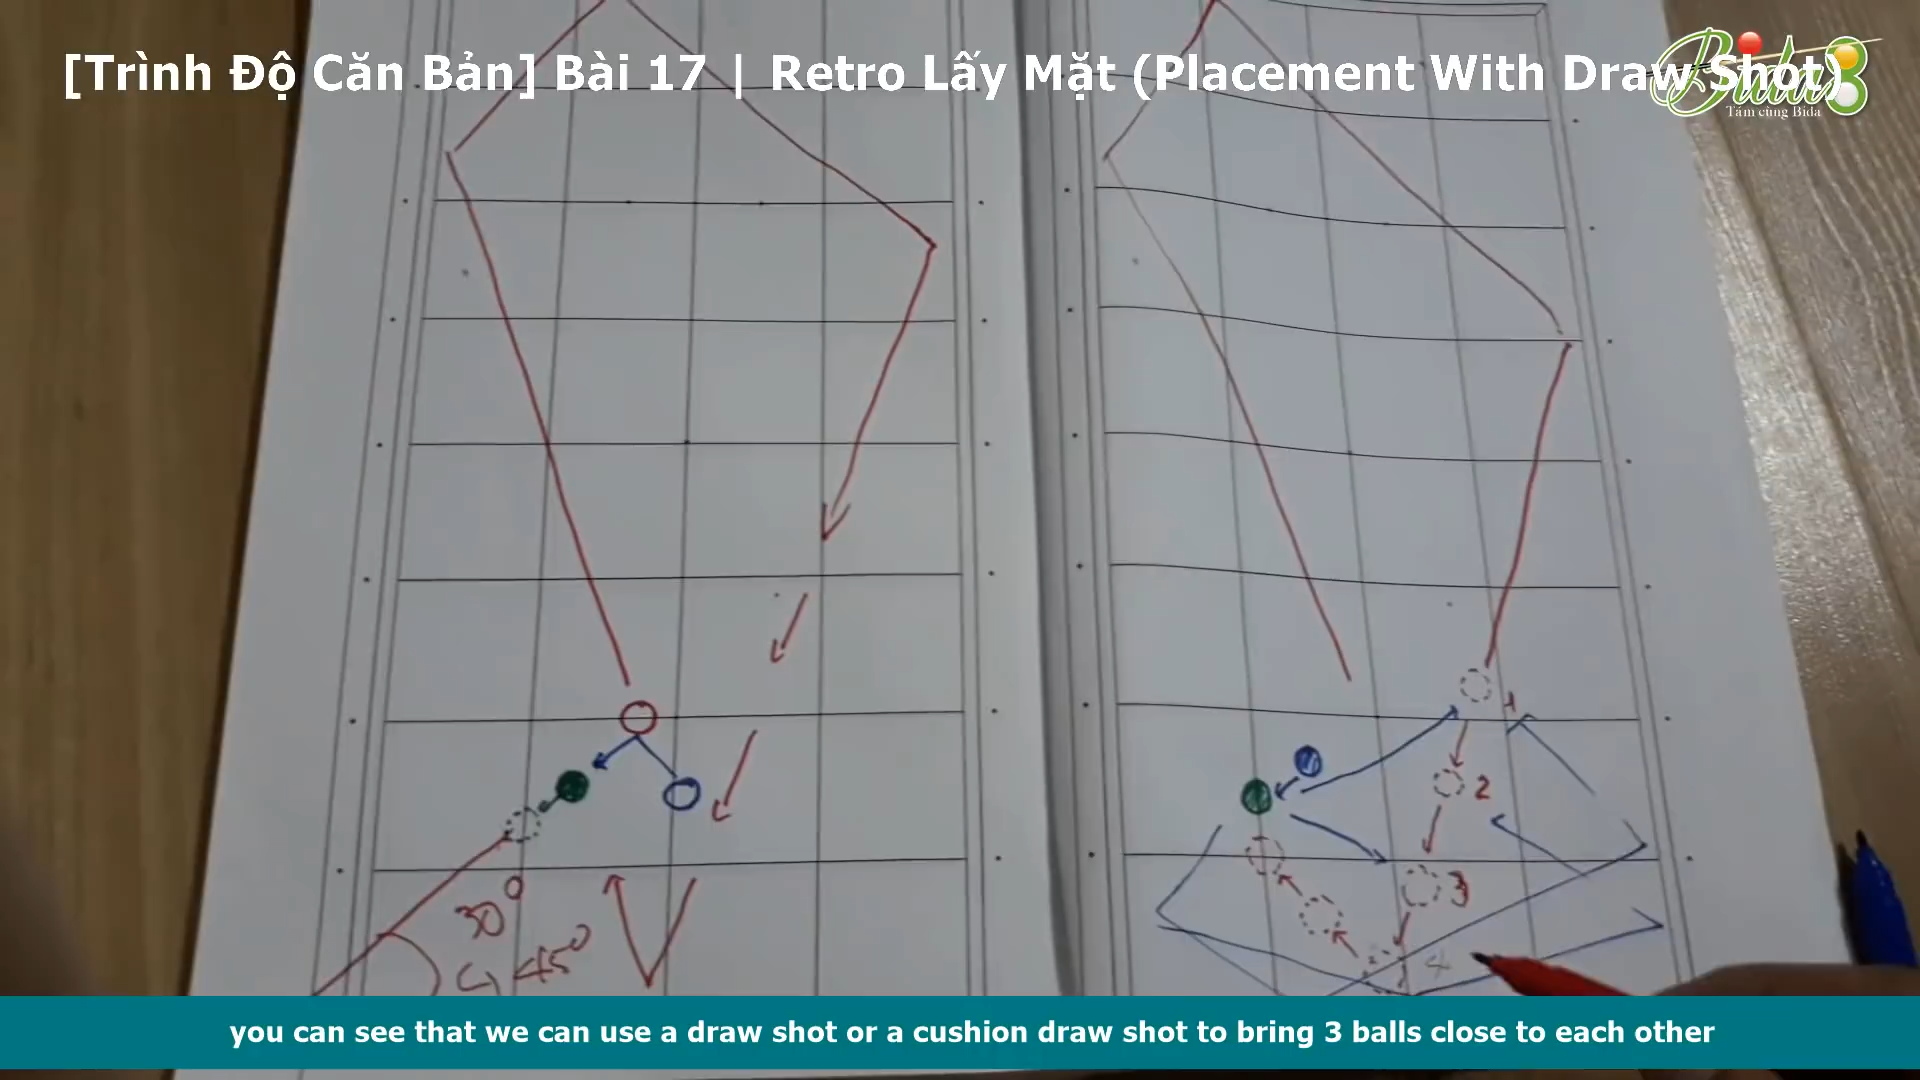 [Trình Độ Căn Bản] Bài 17 | Retro Lấy Mặt (Placement With Draw Shot)
Bida8
Tám cùng Bida
1
2
3
30°
45°
4
you can see that we can use a draw shot or a cushion draw shot to bring 3 balls close to each other